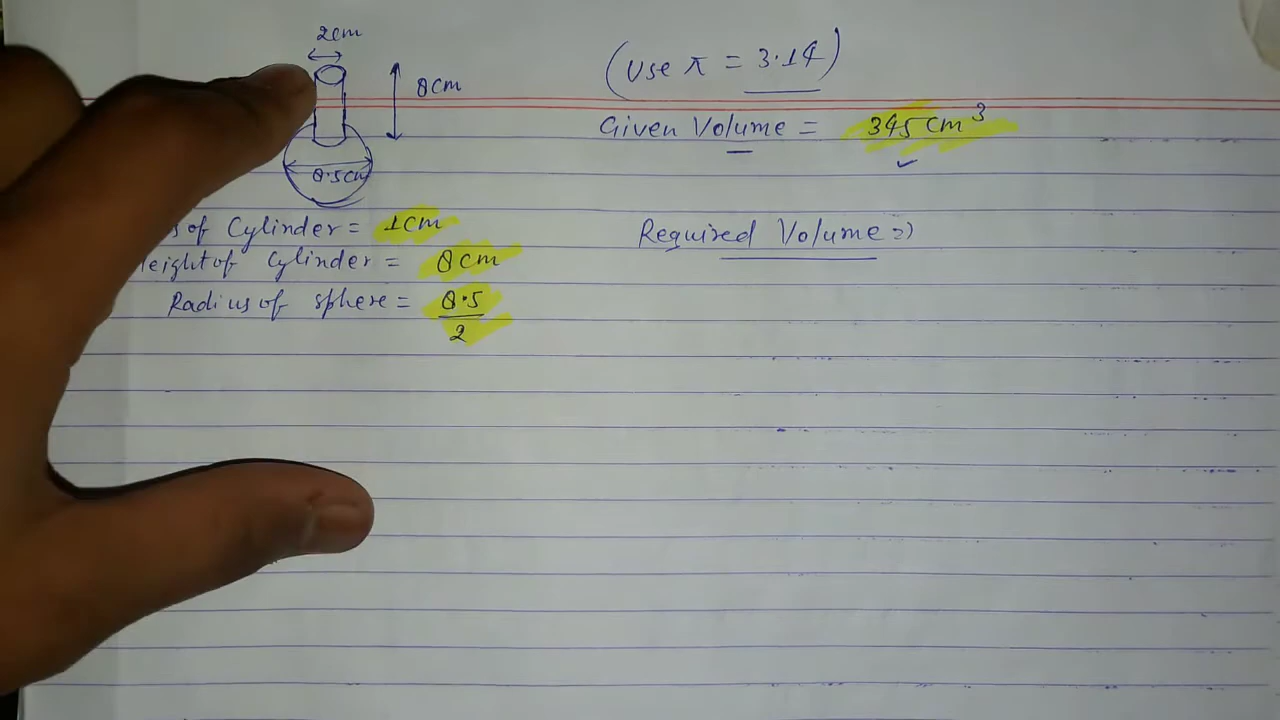 2cm
8cm
8.5cm
(Use π = 3.14)
Given Volume = 345 cm³
of Cylinder = 1cm
Height of Cylinder = 8cm
Radius of sphere = 8.5/2
Required Volume =>